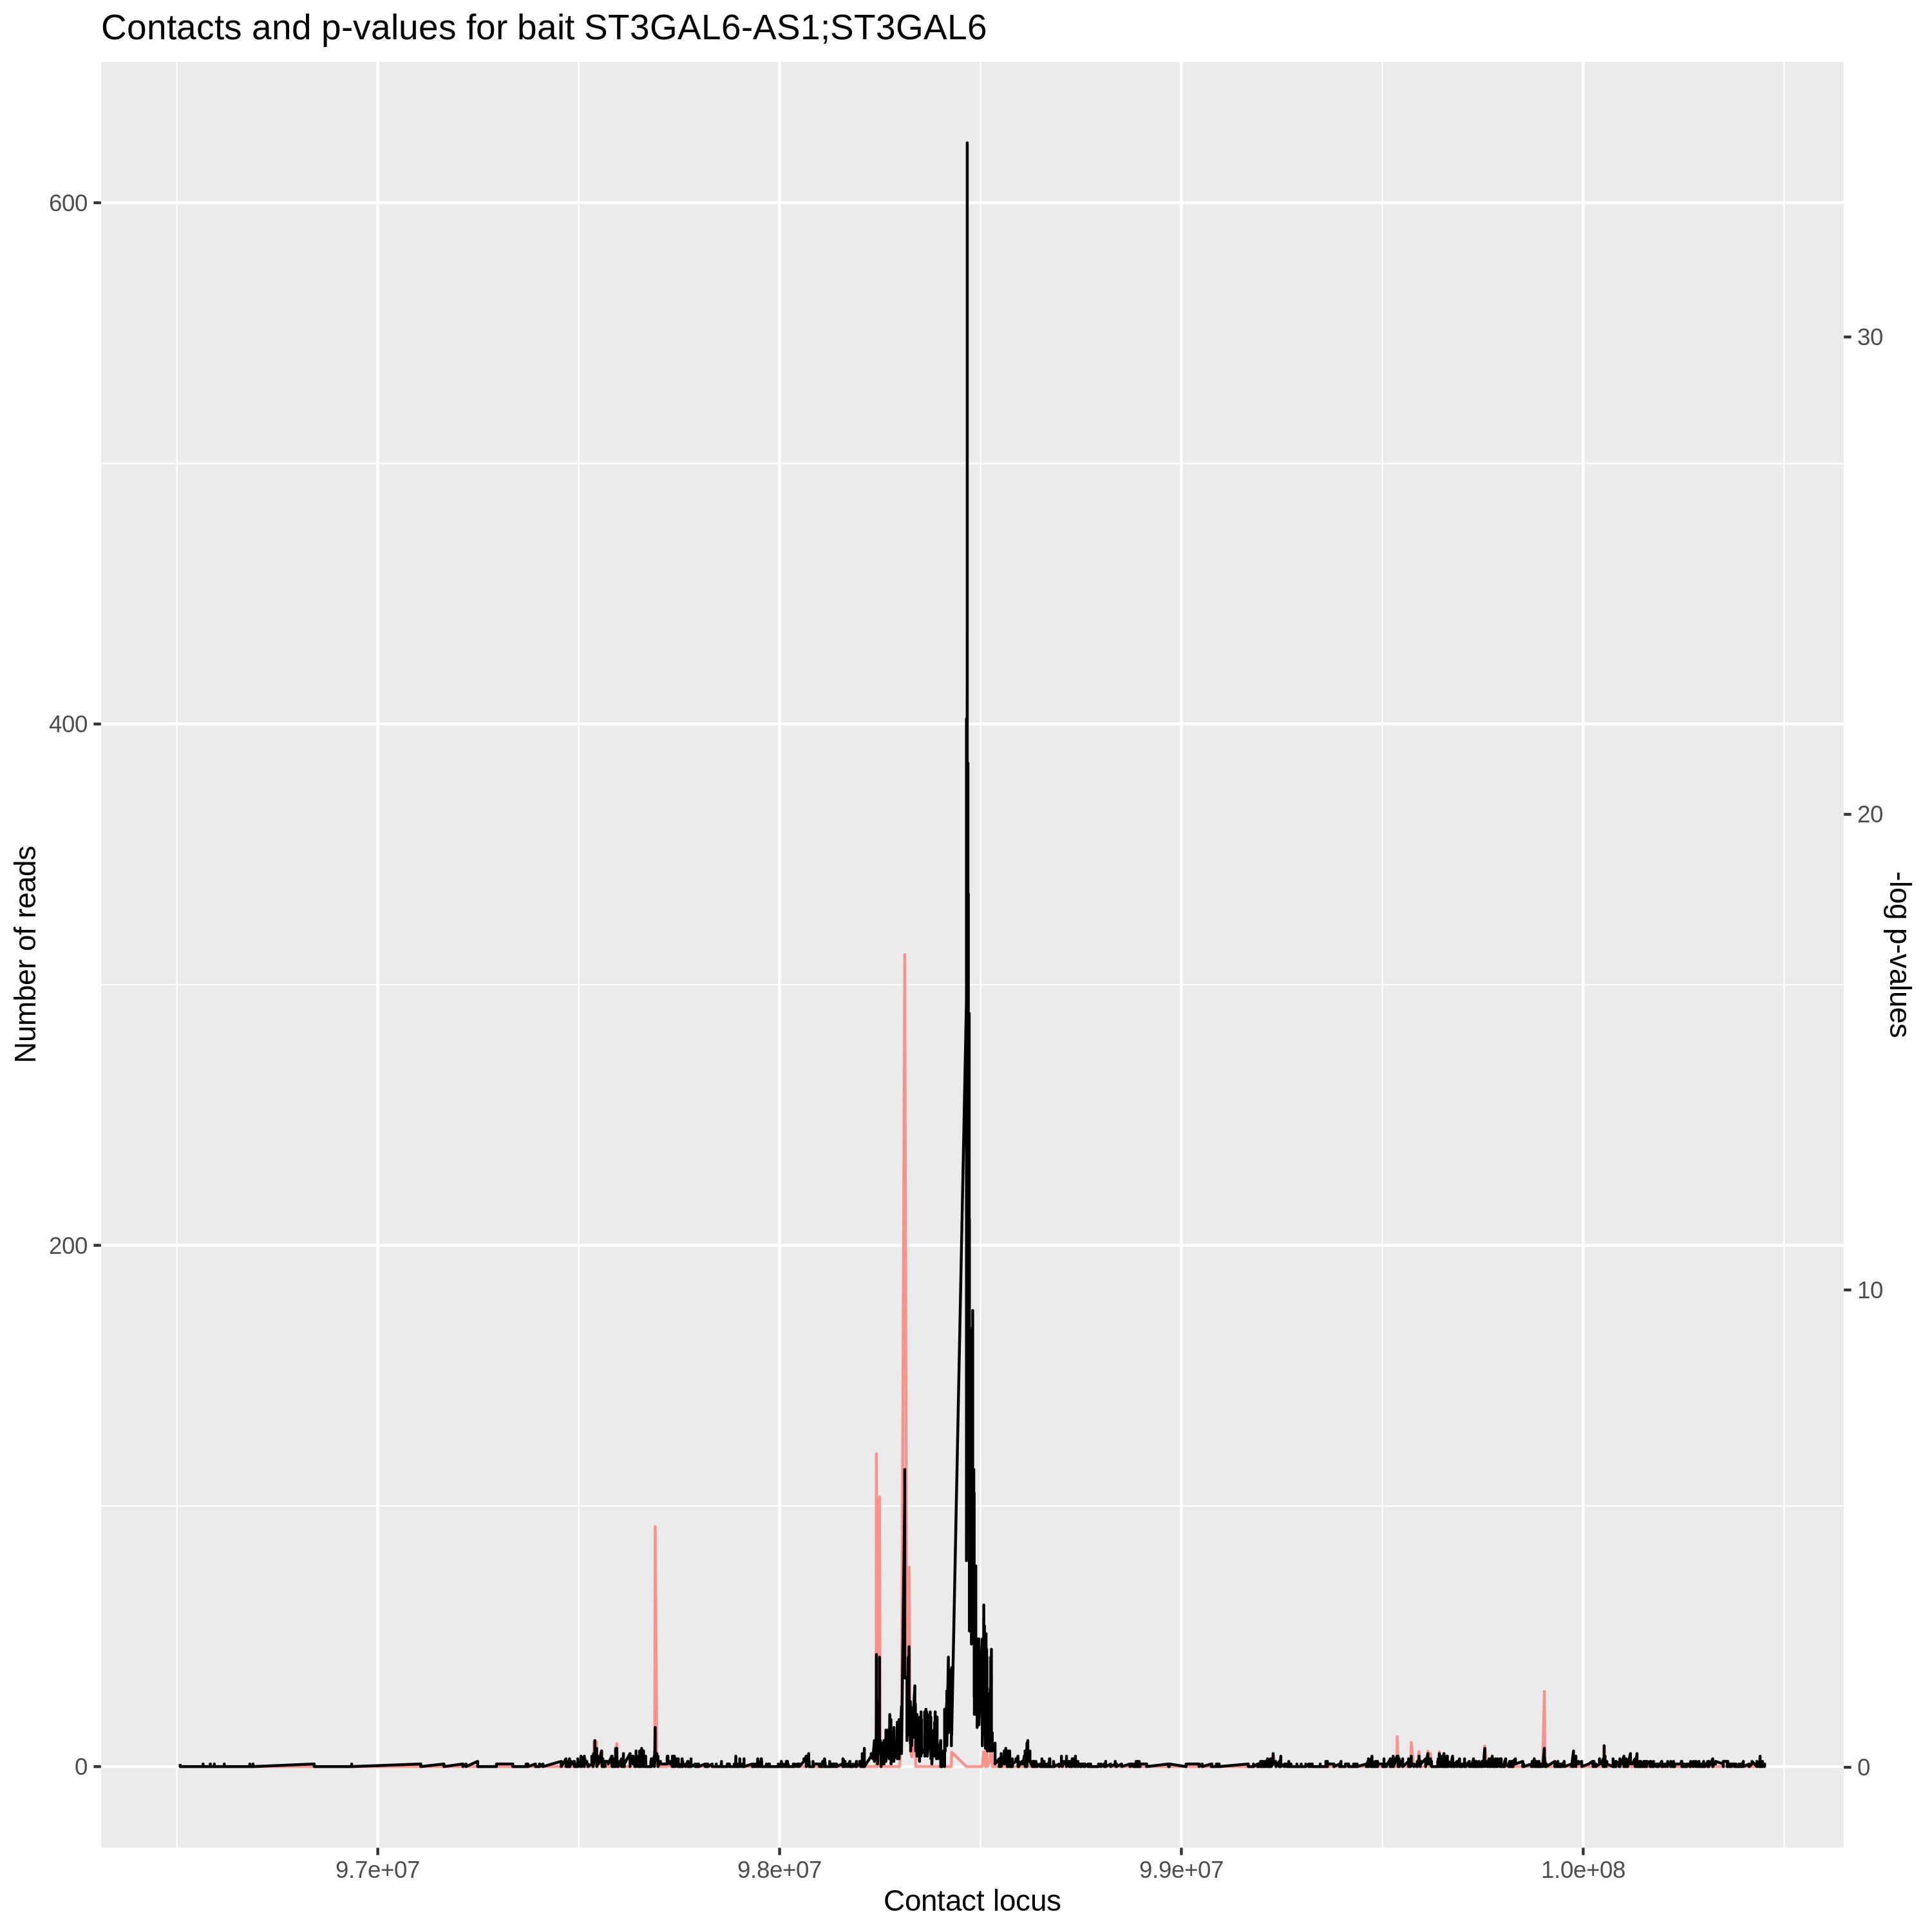 Contacts and p-values for bait ST3GAL6-AS1;ST3GAL6
600
400
200
0
Number of reads
30
20
10
0
-log p-values
9.7e+07
9.8e+07
9.9e+07
1.0e+08
Contact locus